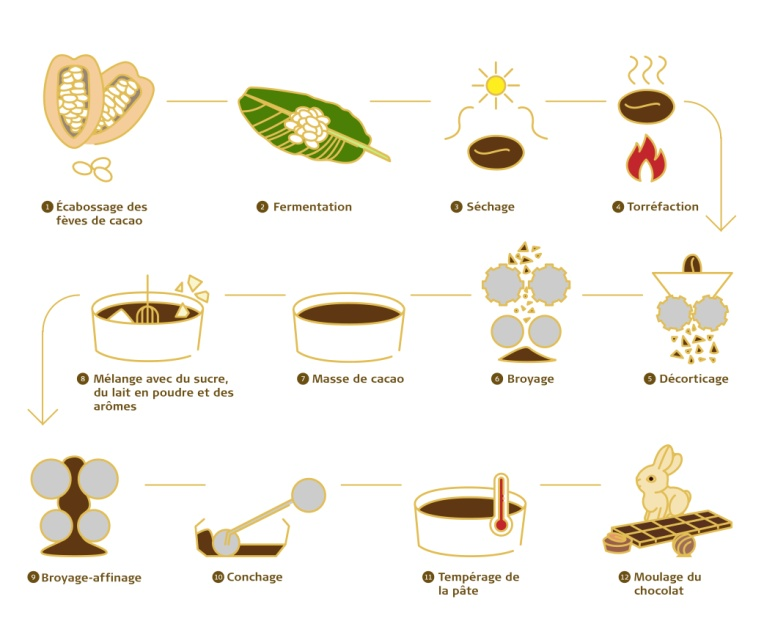 1 Écabossage des
fèves de cacao
2 Fermentation
3 Séchage
4 Torréfaction
8 Mélange avec du sucre,
du lait en poudre et des
arômes
7 Masse de cacao
6 Broyage
5 Décorticage
9 Broyage-affinage
10 Conchage
11 Tempérage de
la pâte
12 Moulage du
chocolat